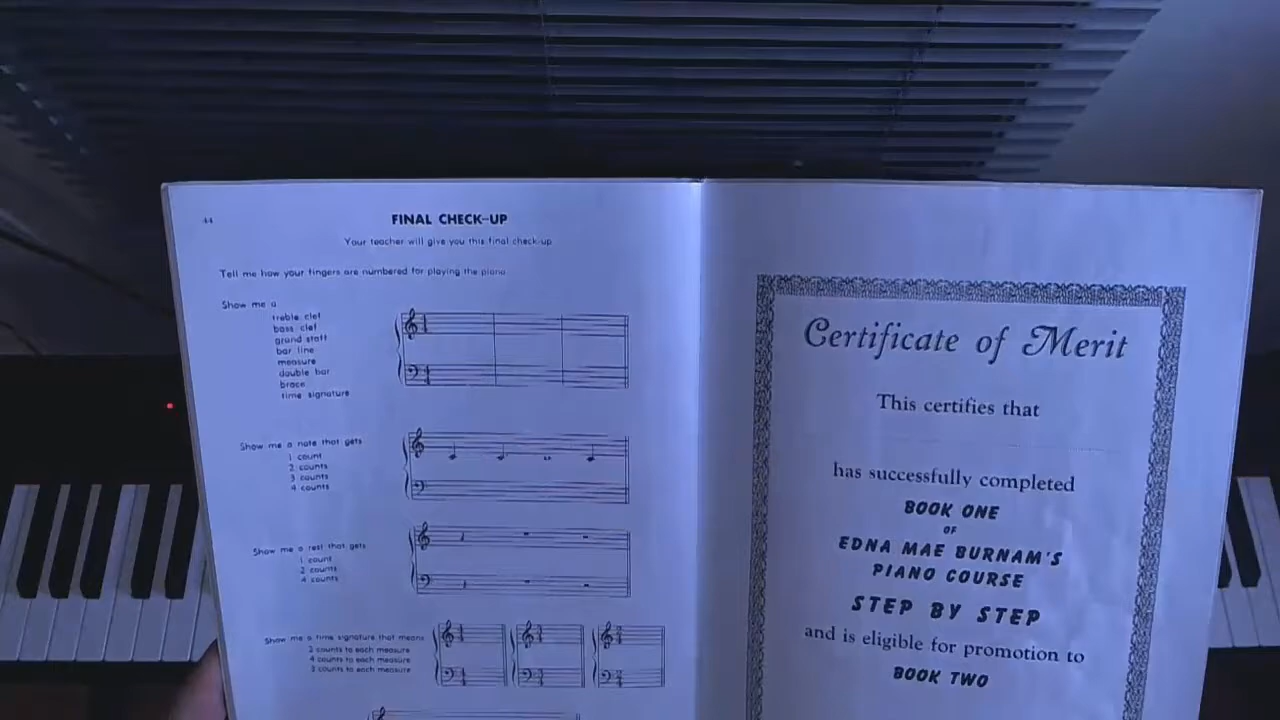 44
FINAL CHECK-UP
Your teacher will give you this final check-up
Tell me how your fingers are numbered for playing the piano
Show me a
treble clef
bass clef
grand staff
bar line
measure
double bar
brace
time signature
Show me a note that gets
1 count
2 counts
3 counts
4 counts
Show me a rest that gets
1 count
2 counts
4 counts
Show me a time signature that means
2 counts to each measure
4 counts to each measure
3 counts to each measure
Certificate of Merit
This certifies that
has successfully completed
BOOK ONE
OF
EDNA MAE BURNAM'S
PIANO COURSE
STEP BY STEP
and is eligible for promotion to
BOOK TWO